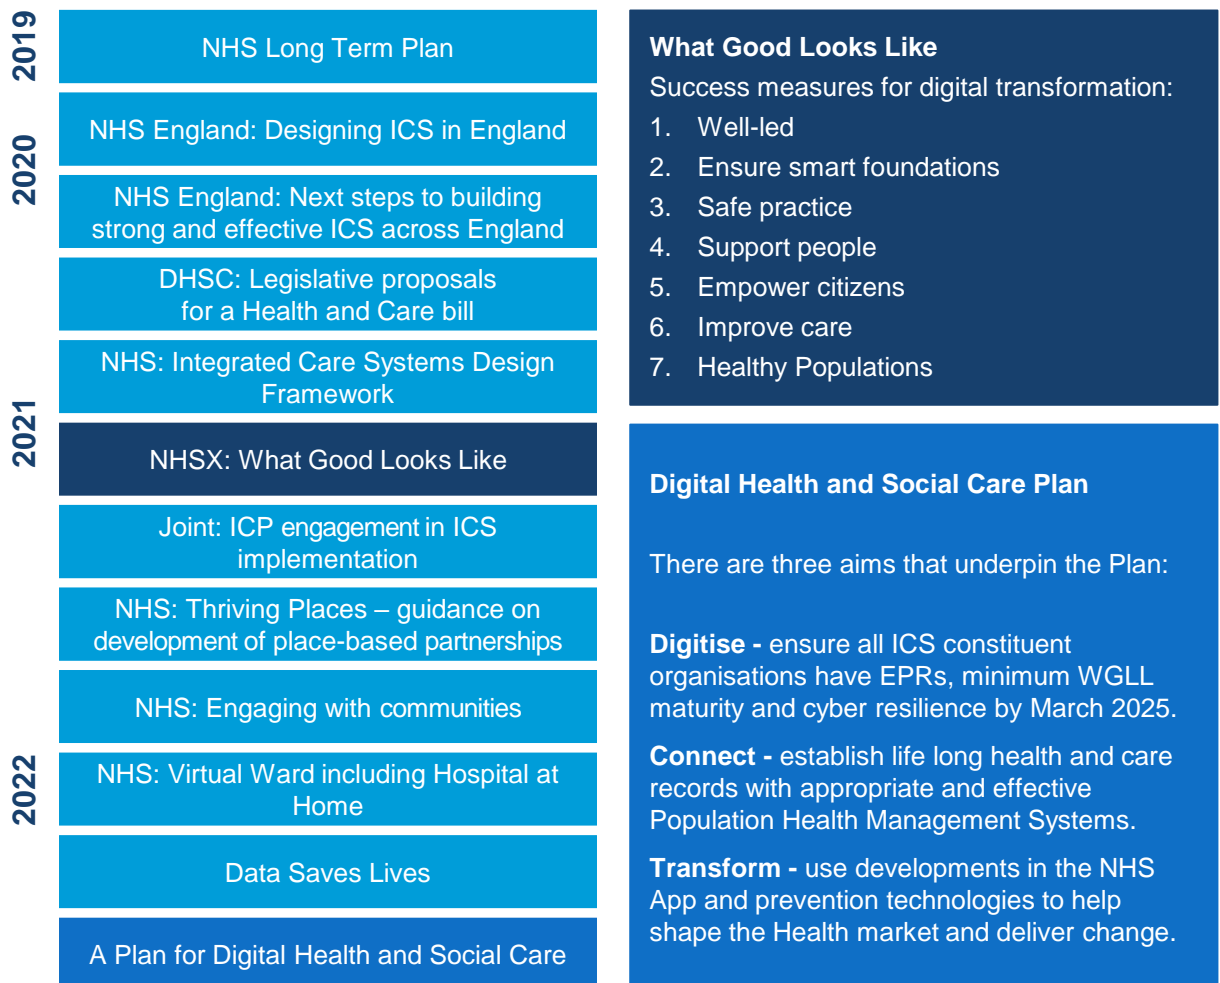 2019
NHS Long Term Plan
2020
NHS England: Designing ICS in England
NHS England: Next steps to building
strong and effective ICS across England
DHSC: Legislative proposals
for a Health and Care bill
2021
NHS: Integrated Care Systems Design
Framework
NHSX: What Good Looks Like
Joint: ICP engagement in ICS
implementation
NHS: Thriving Places – guidance on
development of place-based partnerships
NHS: Engaging with communities
2022
NHS: Virtual Ward including Hospital at
Home
Data Saves Lives
A Plan for Digital Health and Social Care
What Good Looks Like
Success measures for digital transformation:
1. Well-led
2. Ensure smart foundations
3. Safe practice
4. Support people
5. Empower citizens
6. Improve care
7. Healthy Populations
Digital Health and Social Care Plan
There are three aims that underpin the Plan:
Digitise - ensure all ICS constituent
organisations have EPRs, minimum WGLL
maturity and cyber resilience by March 2025.
Connect - establish life long health and care
records with appropriate and effective
Population Health Management Systems.
Transform - use developments in the NHS
App and prevention technologies to help
shape the Health market and deliver change.